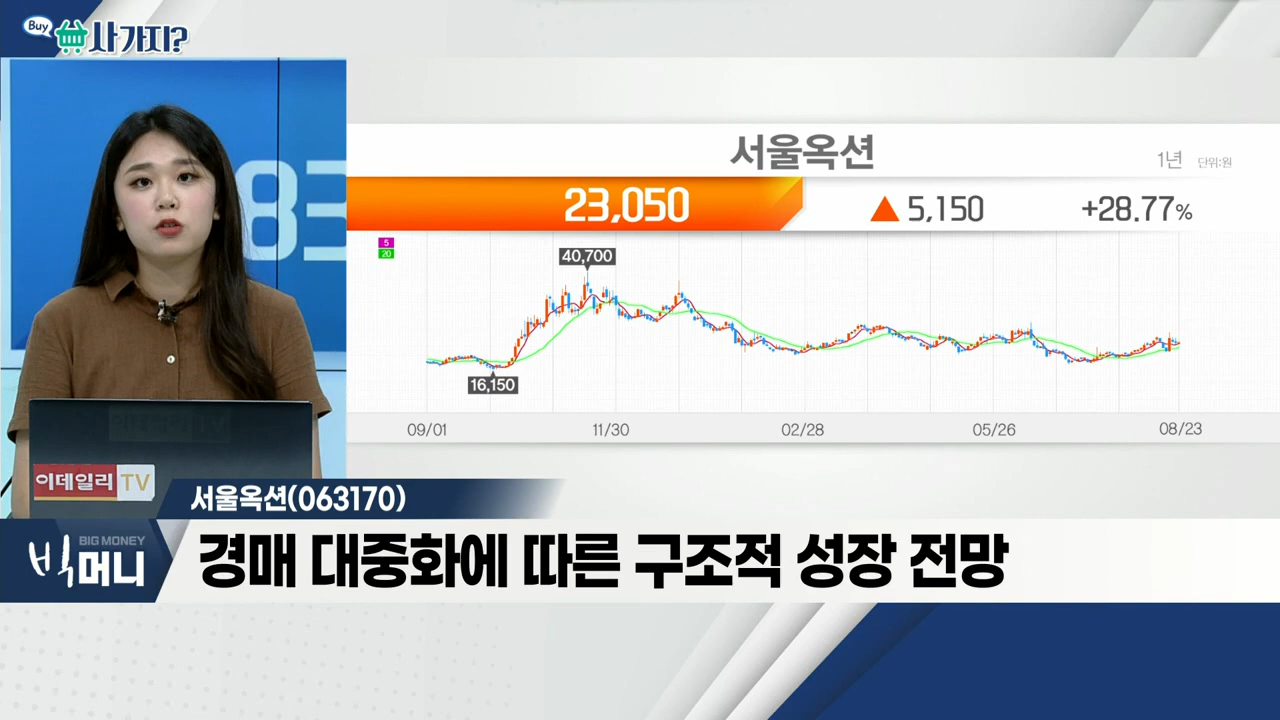 Buy
사가지?
83
서울옥션
1년 단위:원
23,050
▲ 5,150
+28.77%
5
20
40,700
16,150
09/01
11/30
02/28
05/26
08/23
이데일리 TV
서울옥션(063170)
BIG MONEY
빅머니
경매 대중화에 따른 구조적 성장 전망